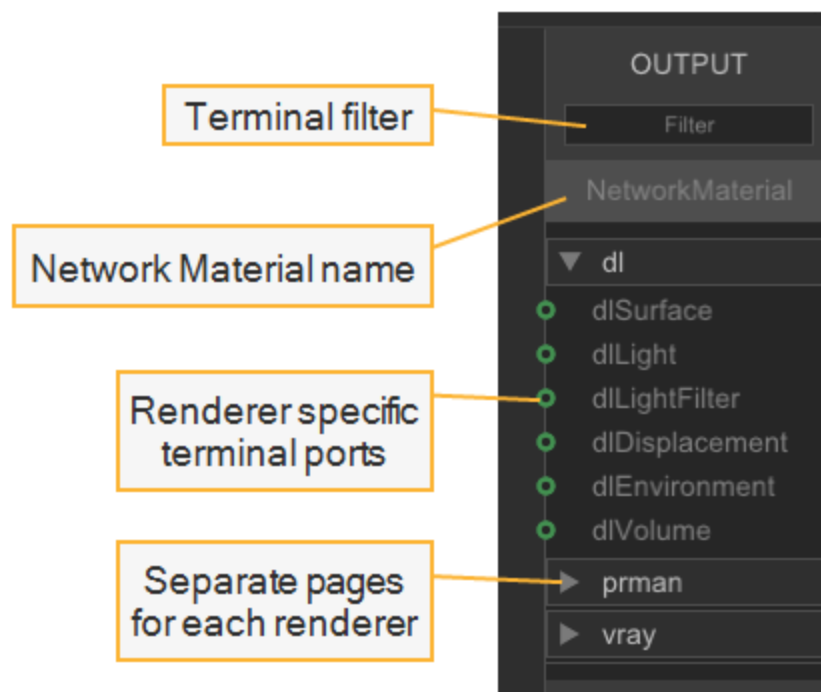 Terminal filter
Network Material name
Renderer specific
terminal ports
Separate pages
for each renderer
OUTPUT
Filter
NetworkMaterial
dl
dlSurface
dlLight
dlLightFilter
dlDisplacement
dlEnvironment
dlVolume
prman
vray